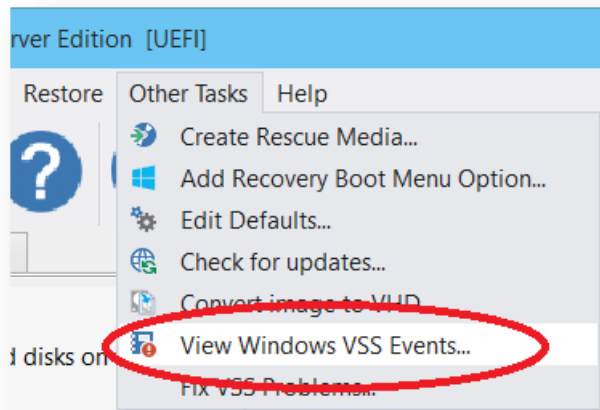 rver Edition [UEFI]
Restore Other Tasks Help
Create Rescue Media...
Add Recovery Boot Menu Option...
Edit Defaults...
Check for updates...
Convert image to VHD
d disks on
View Windows VSS Events...
Fix VSS Problems...